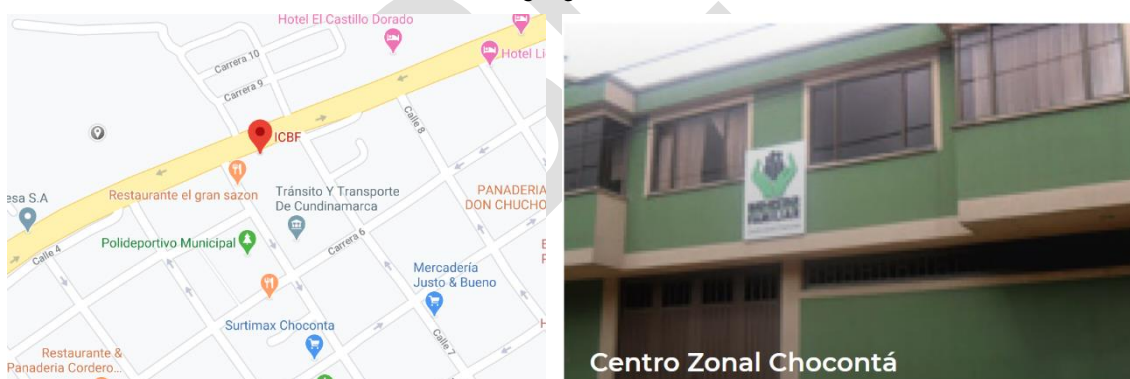 Hotel El Castillo Dorado
Carrera 10
Hotel Li
Carrera 9
Calle 8
ICBF
esa S.A
Restaurante el gran sazon
Tránsito Y Transporte
De Cundinamarca
PANADERIA
DON CHUCHO
Calle 4
Polideportivo Municipal
Carrera 6
Mercadería
Justo & Bueno
Surtimax Choconta
Calle 7
Restaurante &
Panaderia Cordero...
BIENESTAR
FAMILIAR
Centro Zonal Chocontá